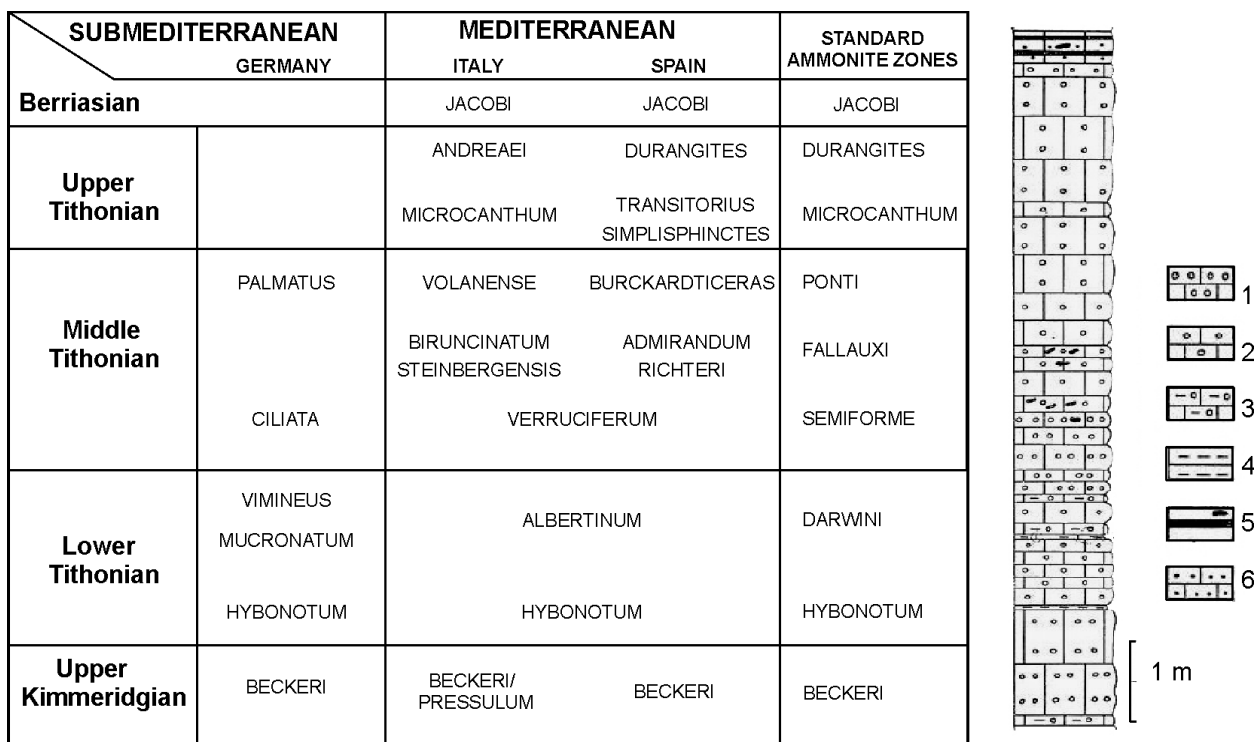 SUBMEDITERRANEAN MEDITERRANEAN STANDARD
GERMANY ITALY SPAIN AMMONITE ZONES
Berriasian JACOBI JACOBI JACOBI
ANDREAEI DURANGITES DURANGITES
Upper
Tithonian
MICROCANTHUM TRANSITORIUS MICROCANTHUM
SIMPLISPHINCTES
PALMATUS VOLANENSE BURCKARDTICERAS PONTI
Middle
Tithonian
BIRUNCINATUM ADMIRANDUM FALLAUXI
STEINBERGENSIS RICHTERI
CILIATA VERRUCIFERUM SEMIFORME
VIMINEUS
ALBERTINUM DARWINI
MUCRONATUM
Lower
Tithonian
HYBONOTUM HYBONOTUM HYBONOTUM
Upper
Kimmeridgian
BECKERI BECKERI/ BECKERI BECKERI
PRESSULUM
1
2
3
4
5
6
1 m